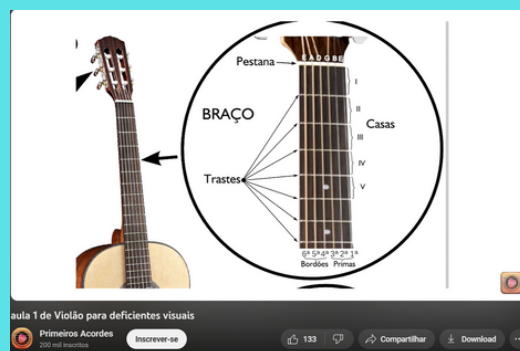 E A D G B E
Pestana
I
BRAÇO
II
Casas
III
IV
Trastes
V
6ª 5ª 4ª 3ª 2ª 1ª
Bordões Primas
aula 1 de Violão para deficientes visuais
Primeiros Acordes
200 mil inscritos
Inscrever-se
133
Compartilhar
Download